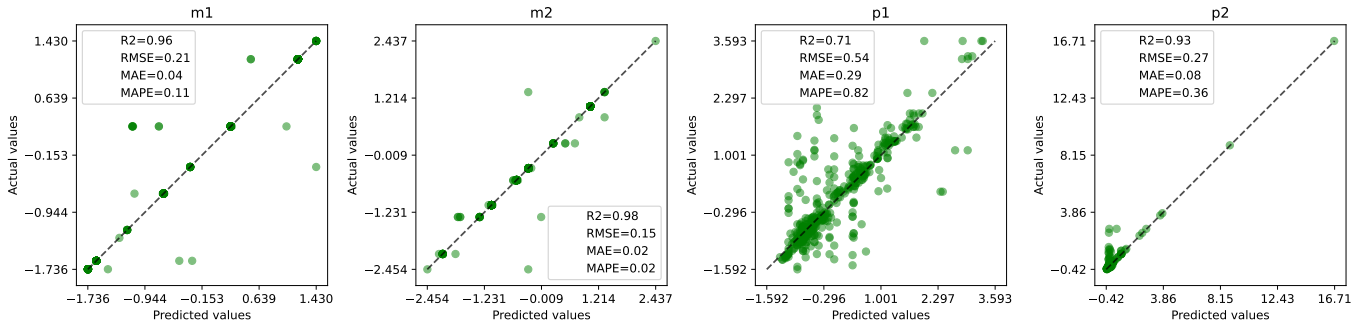 m1
R2=0.96
RMSE=0.21
MAE=0.04
MAPE=0.11
1.430
0.639
−0.153
−0.944
−1.736
Actual values
−1.736 −0.944 −0.153 0.639 1.430
Predicted values
m2
R2=0.98
RMSE=0.15
MAE=0.02
MAPE=0.02
2.437
1.214
−0.009
−1.231
−2.454
Actual values
−2.454 −1.231 −0.009 1.214 2.437
Predicted values
p1
R2=0.71
RMSE=0.54
MAE=0.29
MAPE=0.82
3.593
2.297
1.001
−0.296
−1.592
Actual values
−1.592 −0.296 1.001 2.297 3.593
Predicted values
p2
R2=0.93
RMSE=0.27
MAE=0.08
MAPE=0.36
16.71
12.43
8.15
3.86
−0.42
Actual values
−0.42 3.86 8.15 12.43 16.71
Predicted values